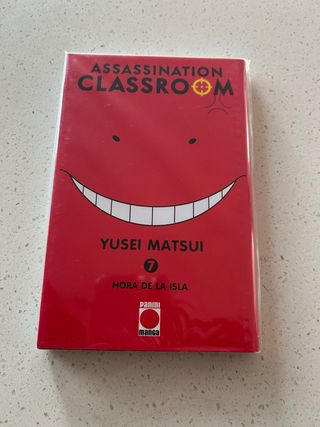 ASSASSINATION
CLASSROOM
YUSEI MATSUI
7
HORA DE LA ISLA
PANINI
manga